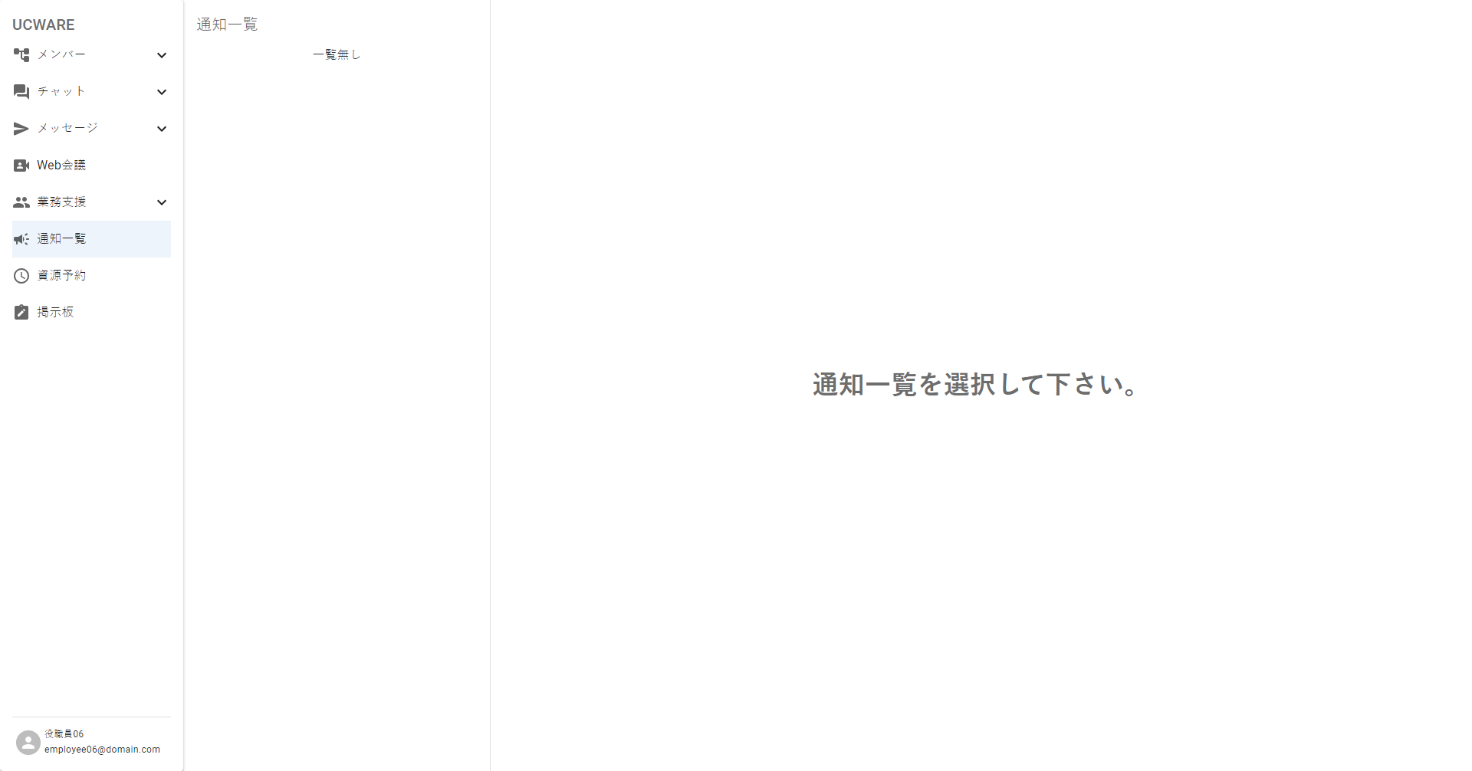 UCWARE
メンバー
チャット
メッセージ
Web会議
業務支援
通知一覧
資源予約
掲示板
役職員06
employee06@domain.com
通知一覧
一覧無し
通知一覧を選択して下さい。